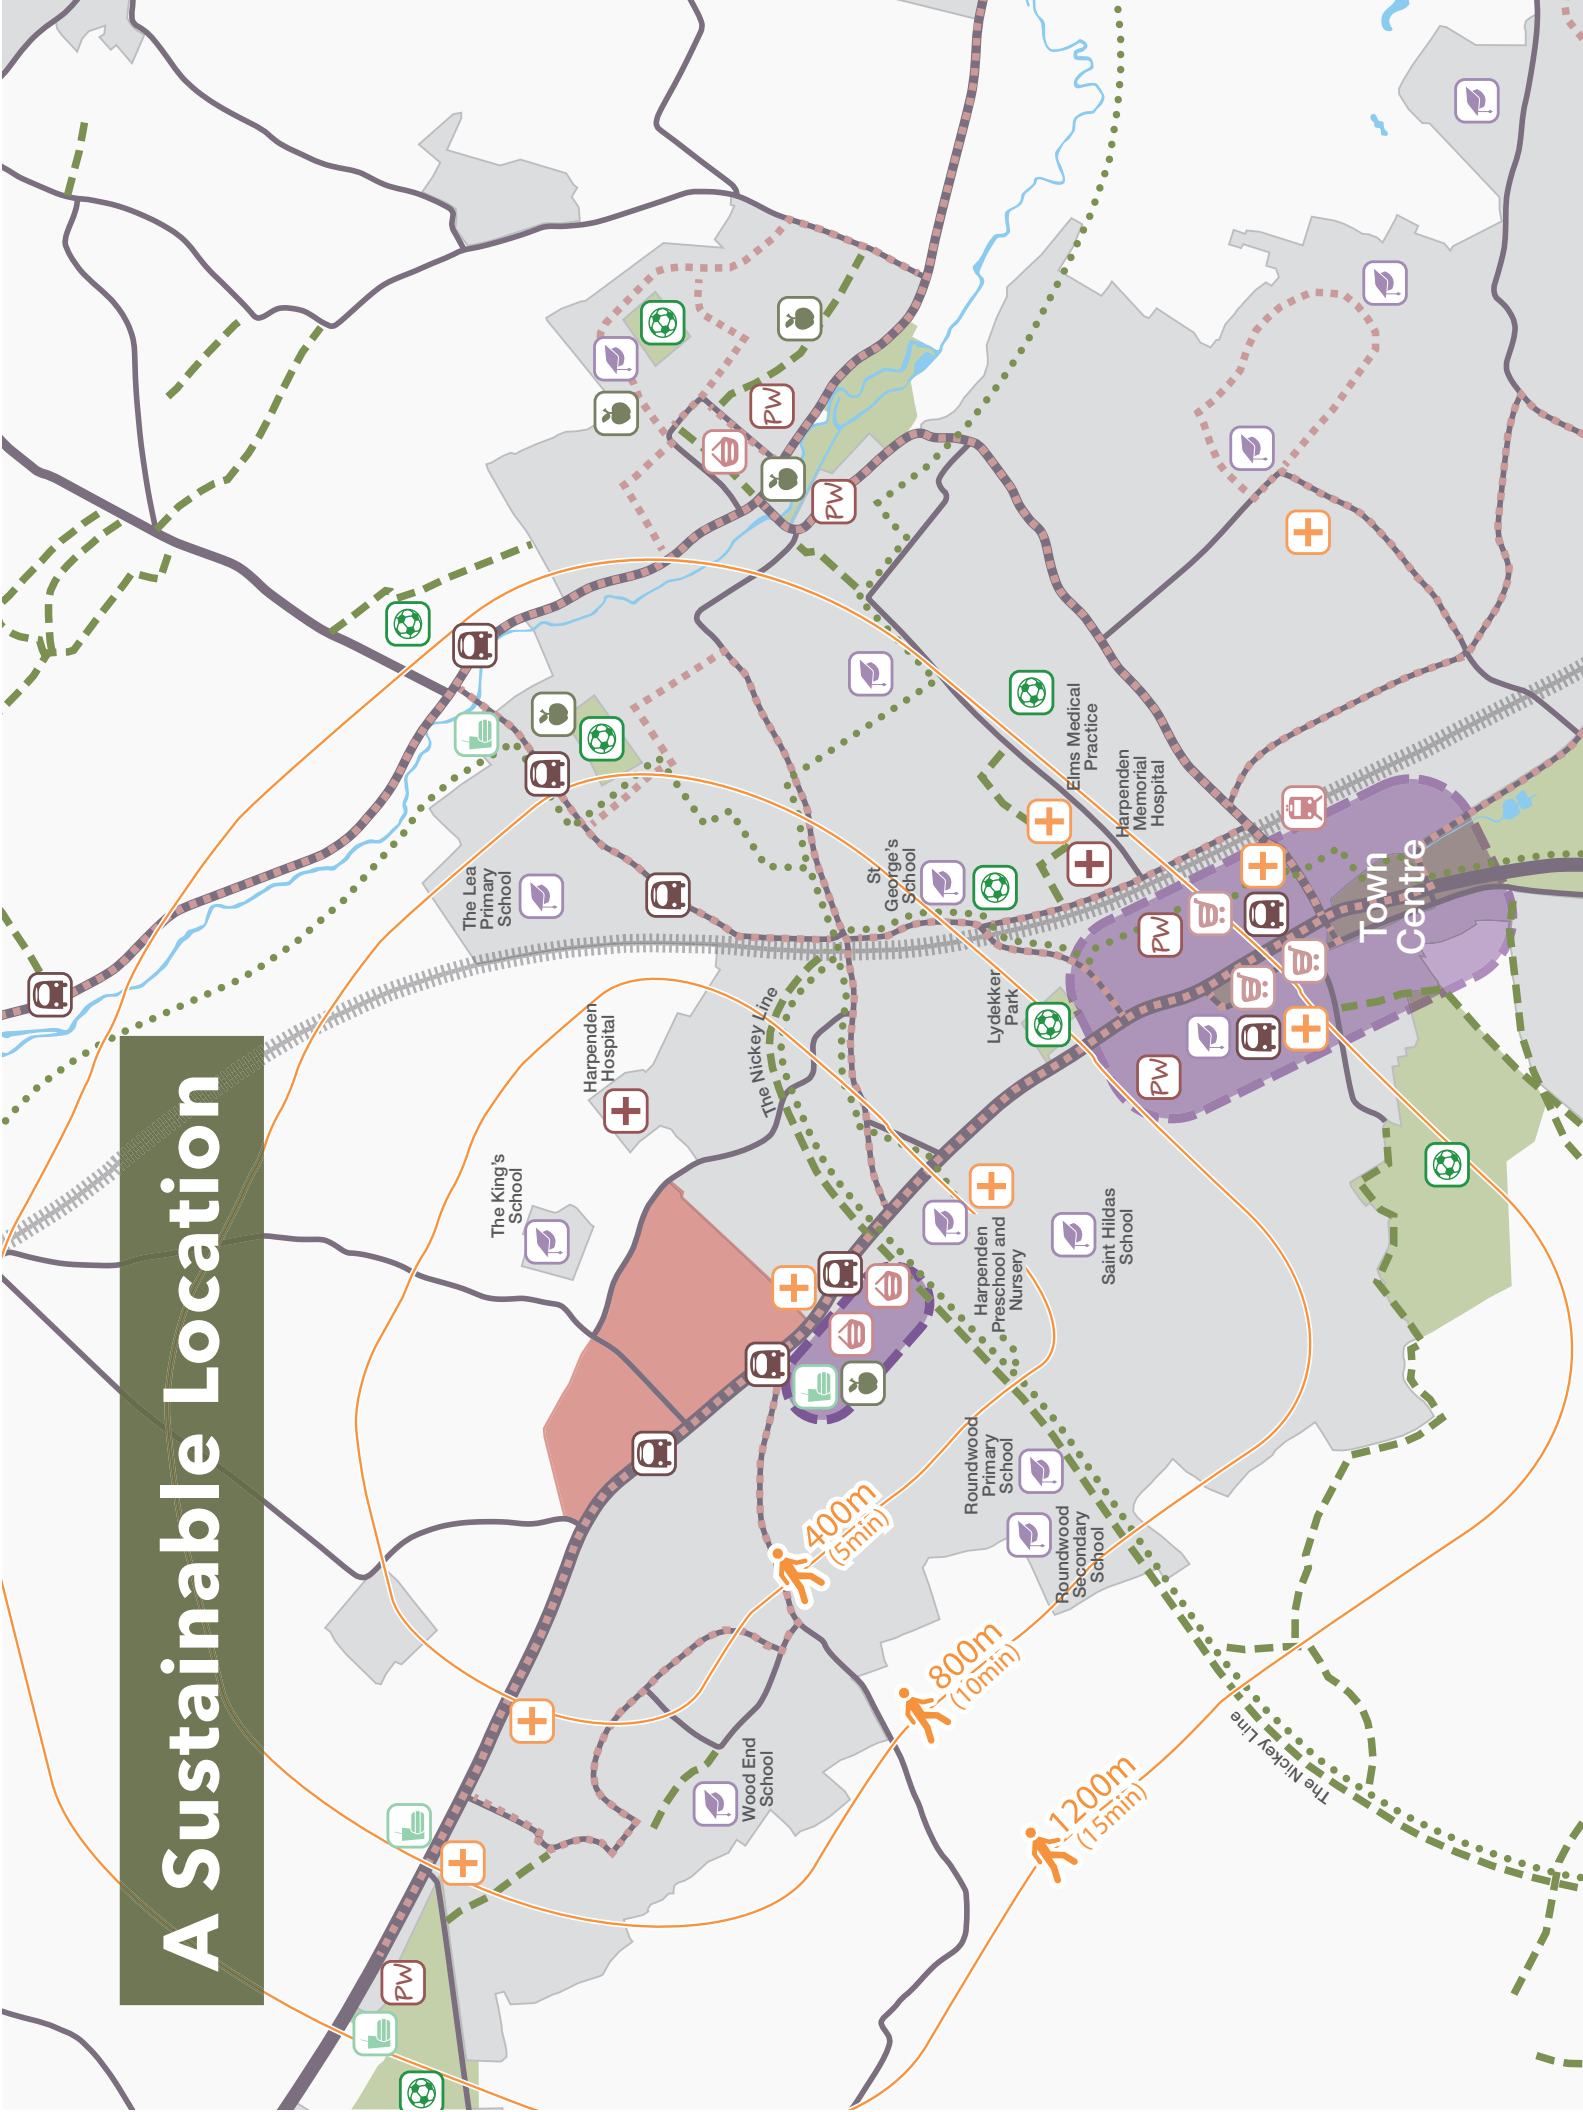 A Sustainable Location
The Lea
Primary
School
St
George's
School
Elms Medical
Practice
Harpenden
Memorial
Hospital
Harpenden
Hospital
The King's
School
The Nickey Line
Lydekker
Park
Town
Centre
Harpenden
Preschool and
Nursery
Saint Hildas
School
Roundwood
Primary
School
Roundwood
Secondary
School
Wood End
School
The Nickey Line
400m
(5min)
800m
(10min)
1200m
(15min)
PW
PW
PW
PW
PW